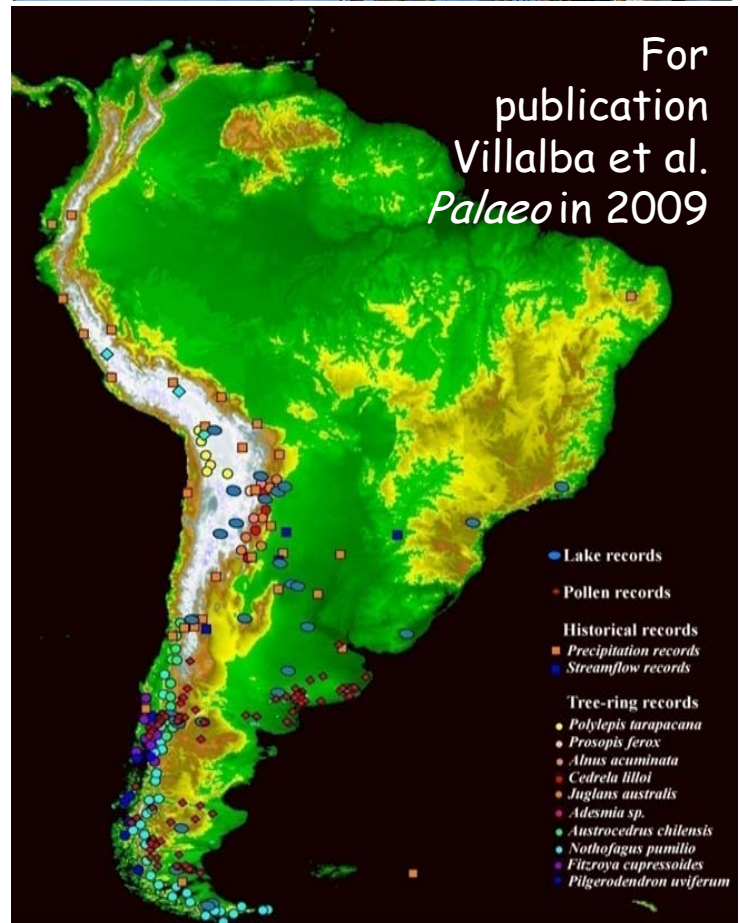 For
publication
Villalba et al.
Palaeo in 2009
Lake records
Pollen records
Historical records
Precipitation records
Streamflow records
Tree-ring records
Polylepis tarapacana
Prosopis ferox
Alnus acuminata
Cedrela lilloi
Juglans australis
Adesmia sp.
Austrocedrus chilensis
Nothofagus pumilio
Fitzroya cupressoides
Pilgerodendron uviferum